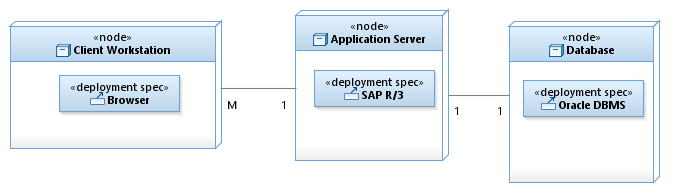 «node»
Client Workstation
«deployment spec»
Browser
M
1
«node»
Application Server
«deployment spec»
SAP R/3
1
1
«node»
Database
«deployment spec»
Oracle DBMS